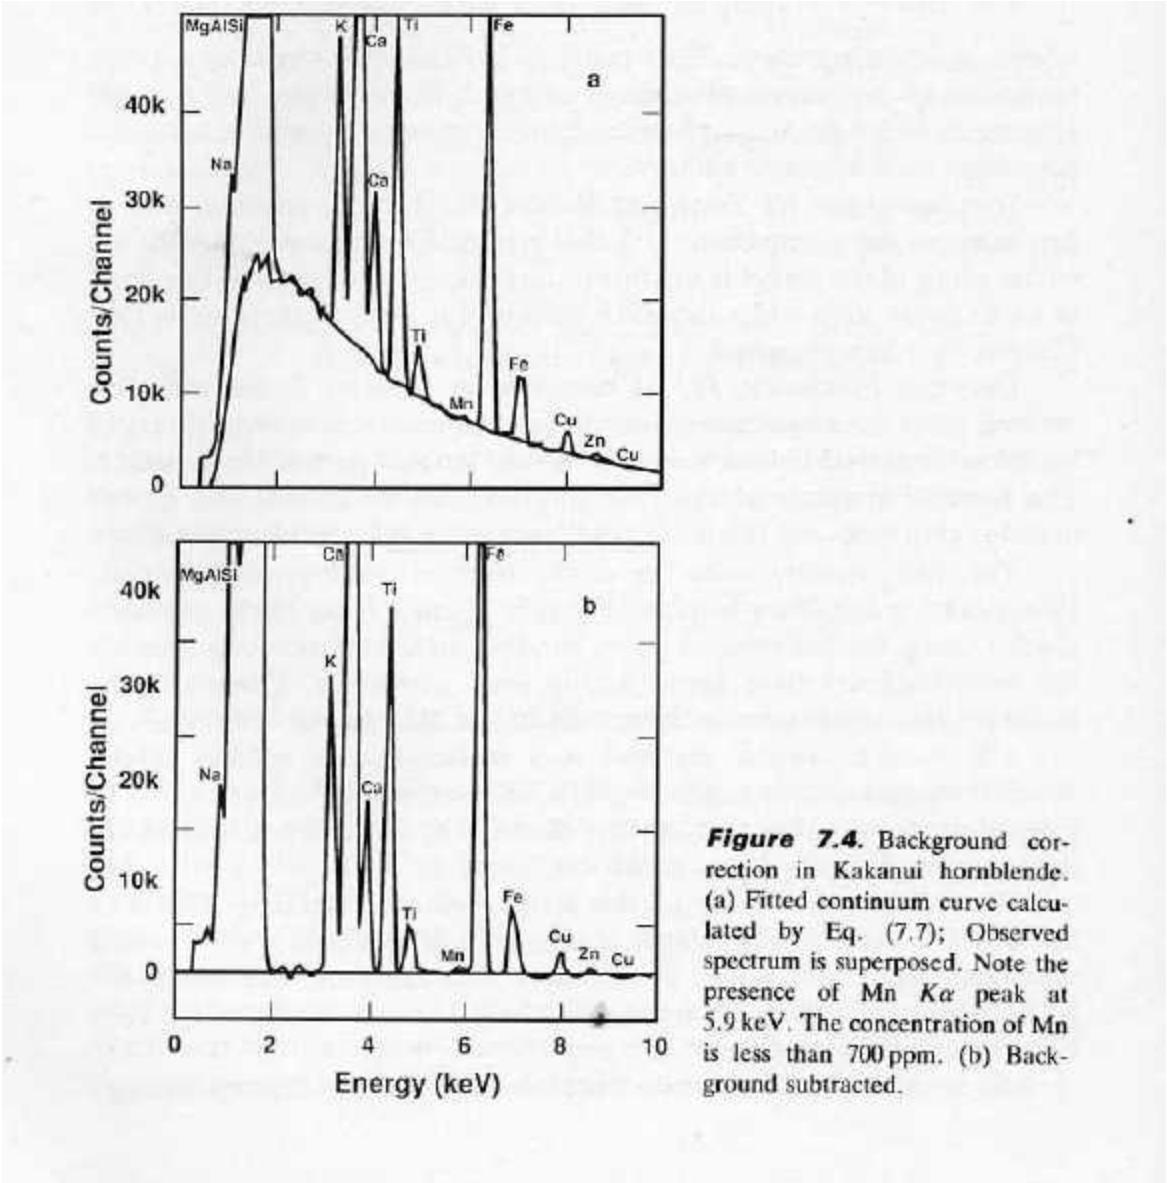 MgAlSi
K
Ca
Ti
Fe
a
40k
Na
30k
Ca
20k
Ti
10k
Mn
Fe
Cu
Zn
Cu
0
Counts/Channel
Ca
Fe
MgAlSi
40k
Ti
b
K
30k
Na
20k
Ca
10k
Ti
Mn
Fe
Cu
Zn
Cu
0
Counts/Channel
0
2
4
6
8
10
Energy (keV)
Figure 7.4. Background cor-
rection in Kakanui hornblende.
(a) Fitted continuum curve calcu-
lated by Eq. (7.7); Observed
spectrum is superposed. Note the
presence of Mn Kα peak at
5.9 keV. The concentration of Mn
is less than 700 ppm. (b) Back-
ground subtracted.